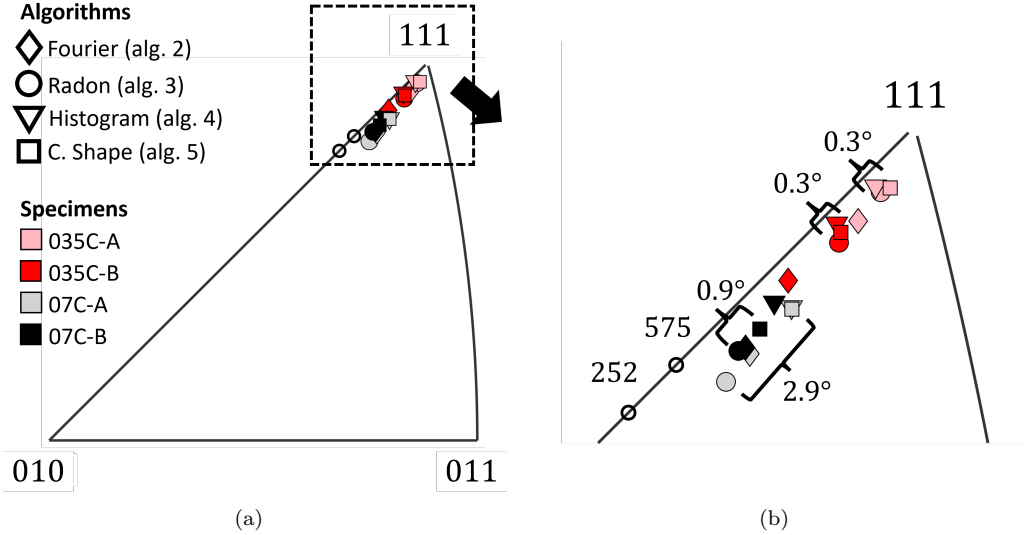 Algorithms
Fourier (alg. 2)
Radon (alg. 3)
Histogram (alg. 4)
C. Shape (alg. 5)
Specimens
035C-A
035C-B
07C-A
07C-B
111
010
011
(a)
111
0.3°
0.3°
0.9°
575
252
2.9°
(b)